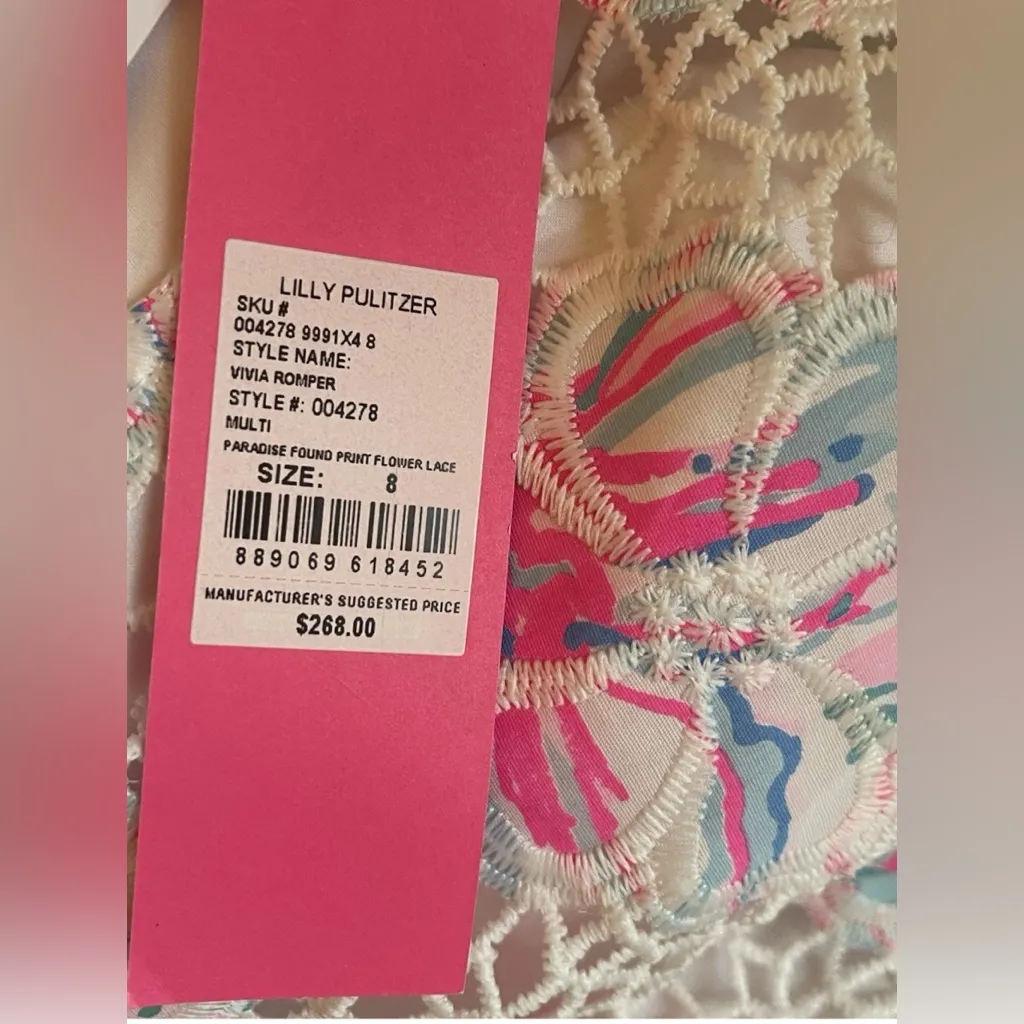 LILLY PULITZER
SKU #
004278 9991X4 8
STYLE NAME:
VIVIA ROMPER
STYLE #: 004278
MULTI
PARADISE FOUND PRINT FLOWER LACE
SIZE: 8
889069 618452
MANUFACTURER'S SUGGESTED PRICE
$268.00